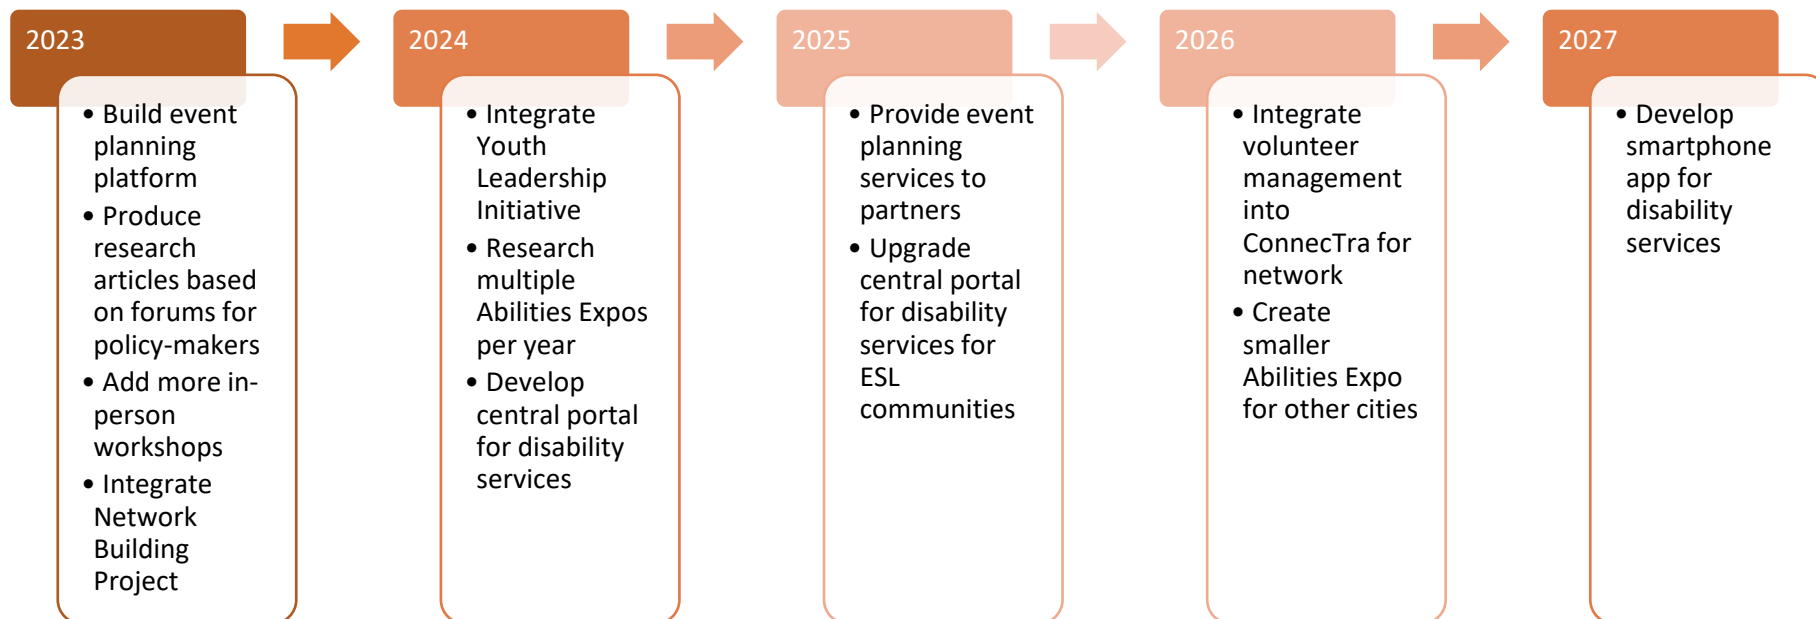 2023
• Build event
planning
platform
• Produce
research
articles based
on forums for
policy-makers
• Add more in-
person
workshops
• Integrate
Network
Building
Project
2024
• Integrate
Youth
Leadership
Initiative
• Research
multiple
Abilities Expos
per year
• Develop
central portal
for disability
services
2025
• Provide event
planning
services to
partners
• Upgrade
central portal
for disability
services for
ESL
communities
2026
• Integrate
volunteer
management
into
ConnecTra for
network
• Create
smaller
Abilities Expo
for other cities
2027
• Develop
smartphone
app for
disability
services